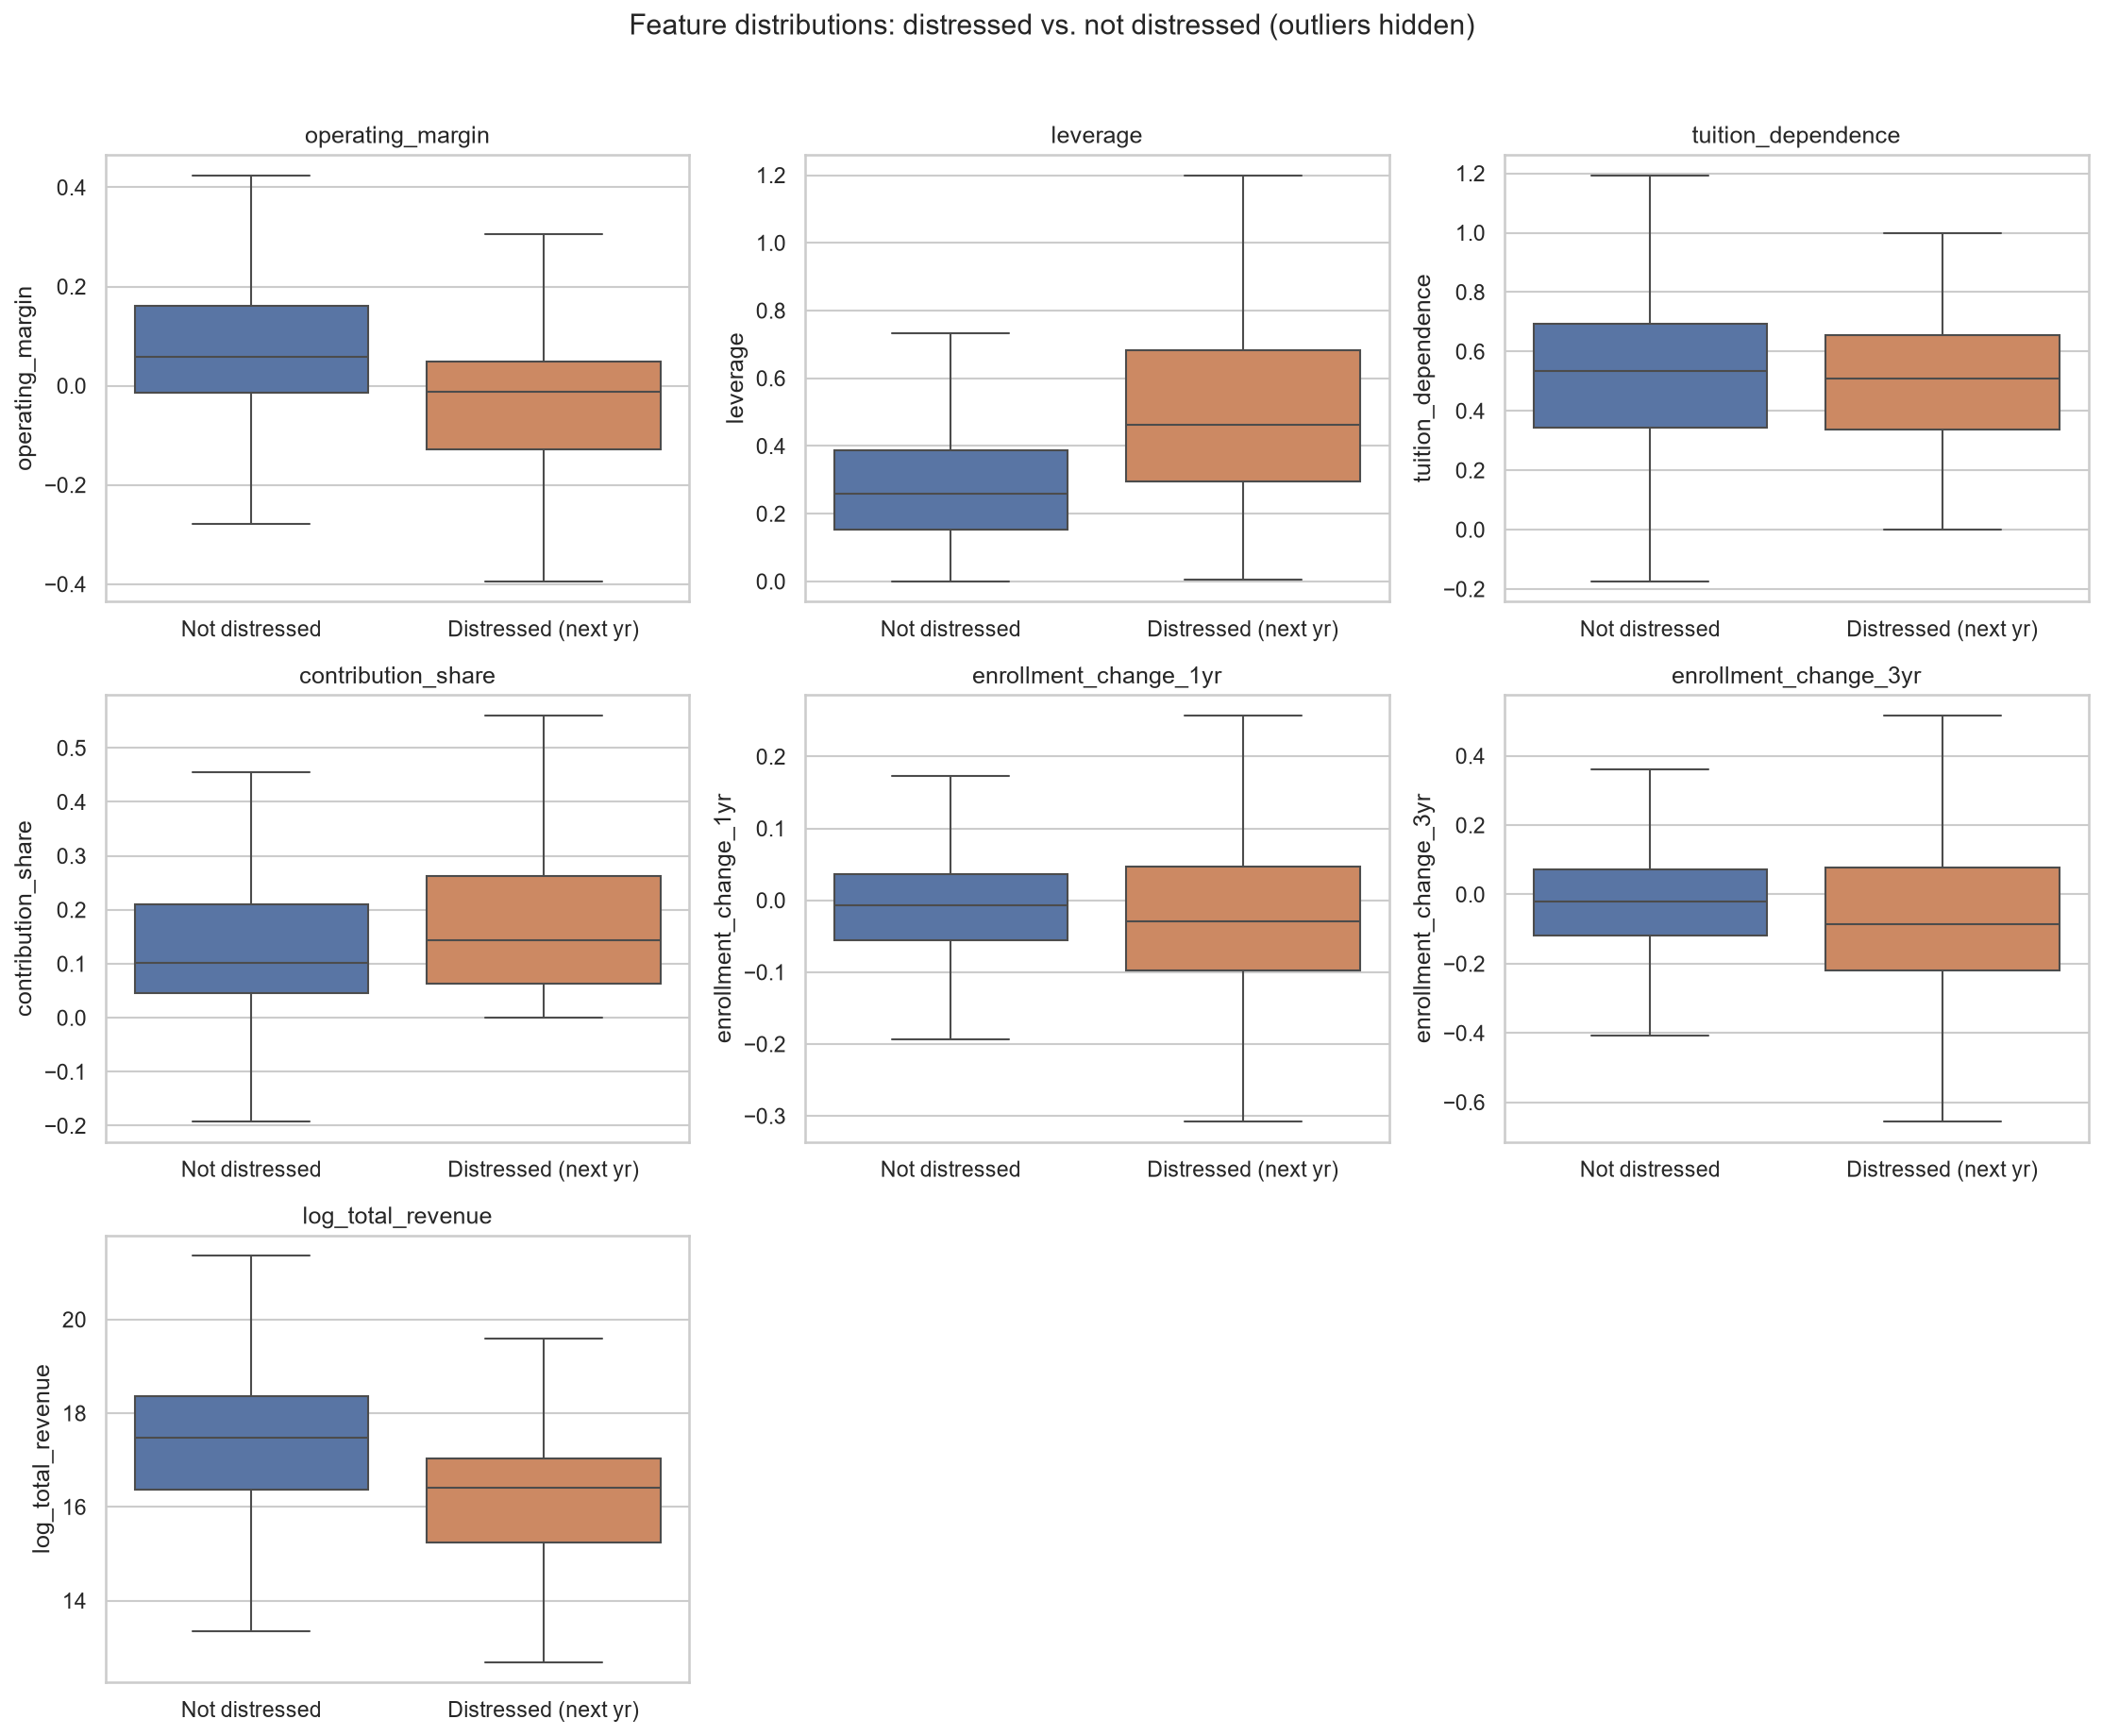 Feature distributions: distressed vs. not distressed (outliers hidden)
operating_margin
operating_margin
0.4
0.2
0.0
−0.2
−0.4
Not distressed
Distressed (next yr)
leverage
leverage
1.2
1.0
0.8
0.6
0.4
0.2
0.0
Not distressed
Distressed (next yr)
tuition_dependence
tuition_dependence
1.2
1.0
0.8
0.6
0.4
0.2
0.0
−0.2
Not distressed
Distressed (next yr)
contribution_share
contribution_share
0.5
0.4
0.3
0.2
0.1
0.0
−0.1
−0.2
Not distressed
Distressed (next yr)
enrollment_change_1yr
enrollment_change_1yr
0.2
0.1
0.0
−0.1
−0.2
−0.3
Not distressed
Distressed (next yr)
enrollment_change_3yr
enrollment_change_3yr
0.4
0.2
0.0
−0.2
−0.4
−0.6
Not distressed
Distressed (next yr)
log_total_revenue
log_total_revenue
20
18
16
14
Not distressed
Distressed (next yr)